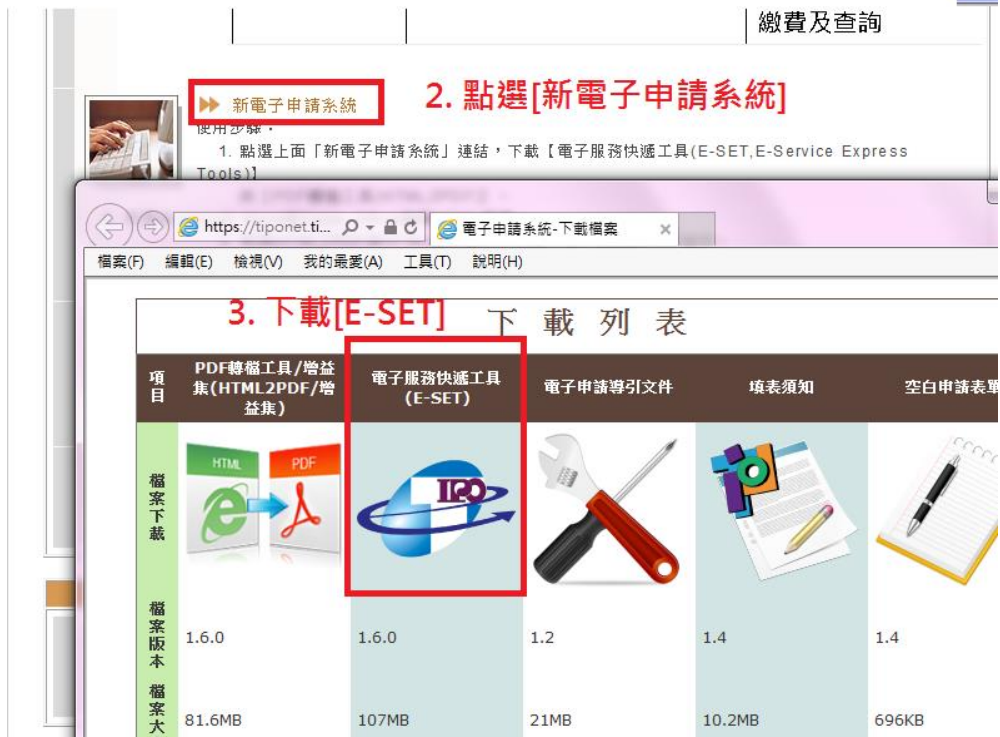 繳費及查詢
新電子申請系統
2. 點選[新電子申請系統]
使用步驟：
1. 點選上面「新電子申請系統」連結，下載【電子服務快遞工具(E-SET,E-Service Express
Tools)】
https://tiponet.ti...
電子申請系統-下載檔案
檔案(F) 編輯(E) 檢視(V) 我的最愛(A) 工具(T) 說明(H)
3. 下載[E-SET]
下載列表
項目
PDF轉檔工具/增益集(HTML2PDF/增益集)
電子服務快遞工具(E-SET)
電子申請導引文件
填表須知
空白申請表單
檔案下載
HTML
PDF
TIPO
檔案版本
1.6.0
1.6.0
1.2
1.4
1.4
檔案大
81.6MB
107MB
21MB
10.2MB
696KB